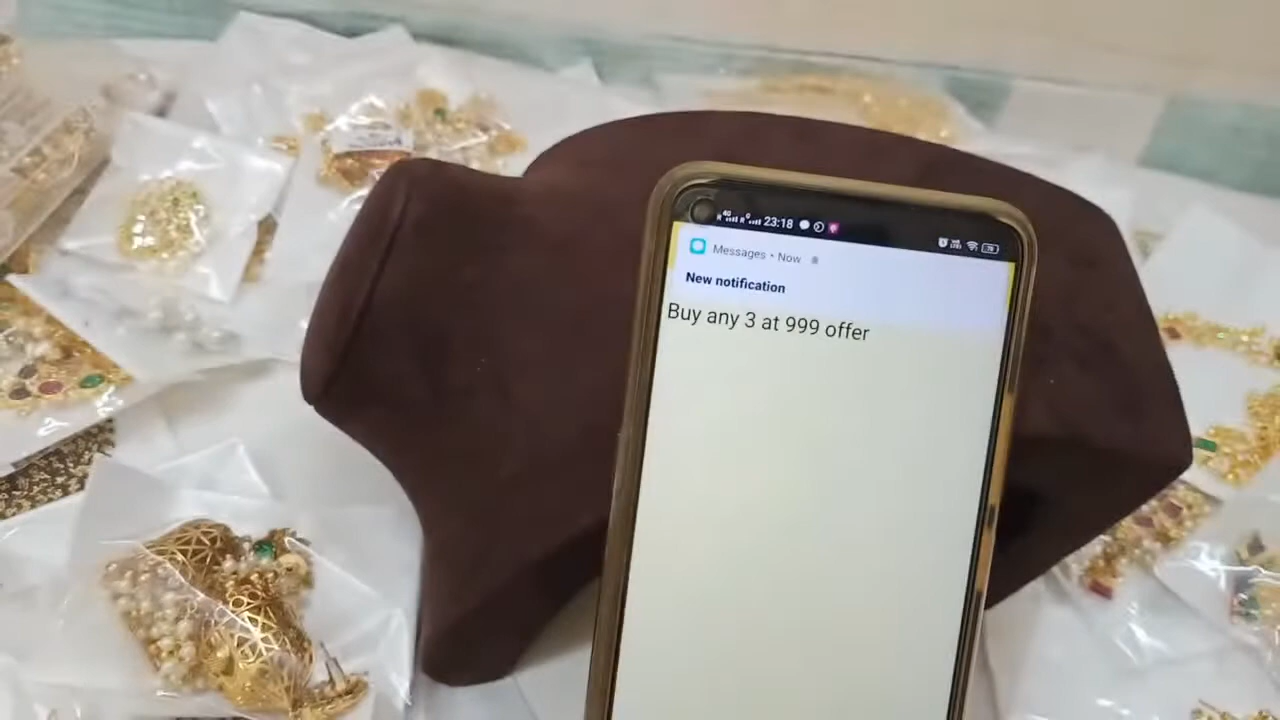 23:18
Messages • Now
New notification
Buy any 3 at 999 offer